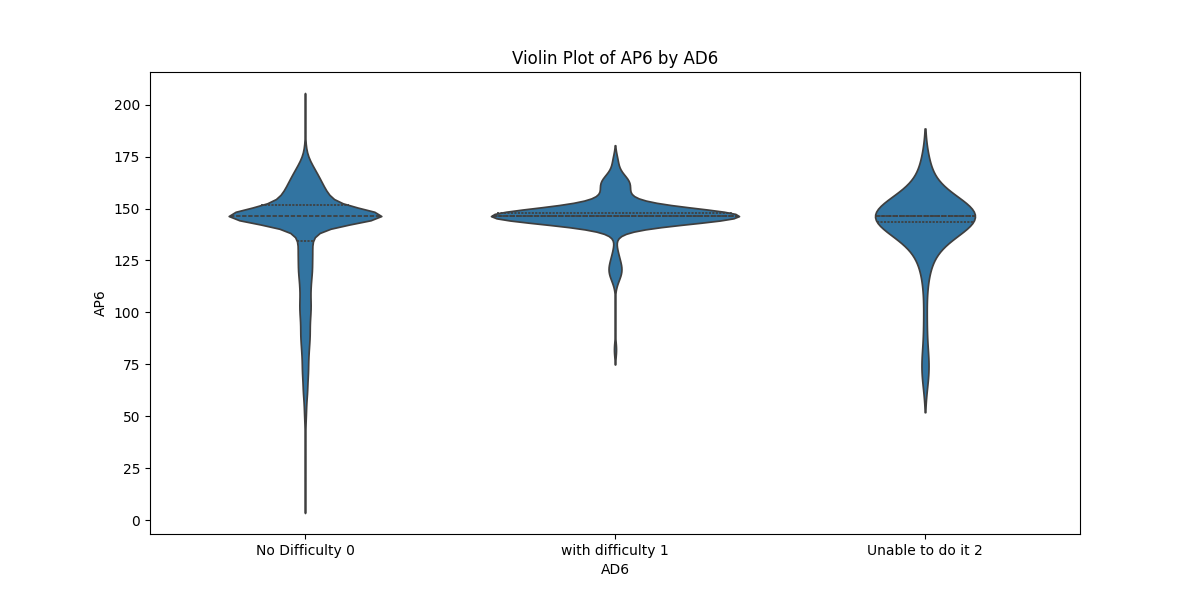 Violin Plot of AP6 by AD6
AP6
200
175
150
125
100
75
50
25
0
No Difficulty 0
with difficulty 1
Unable to do it 2
AD6